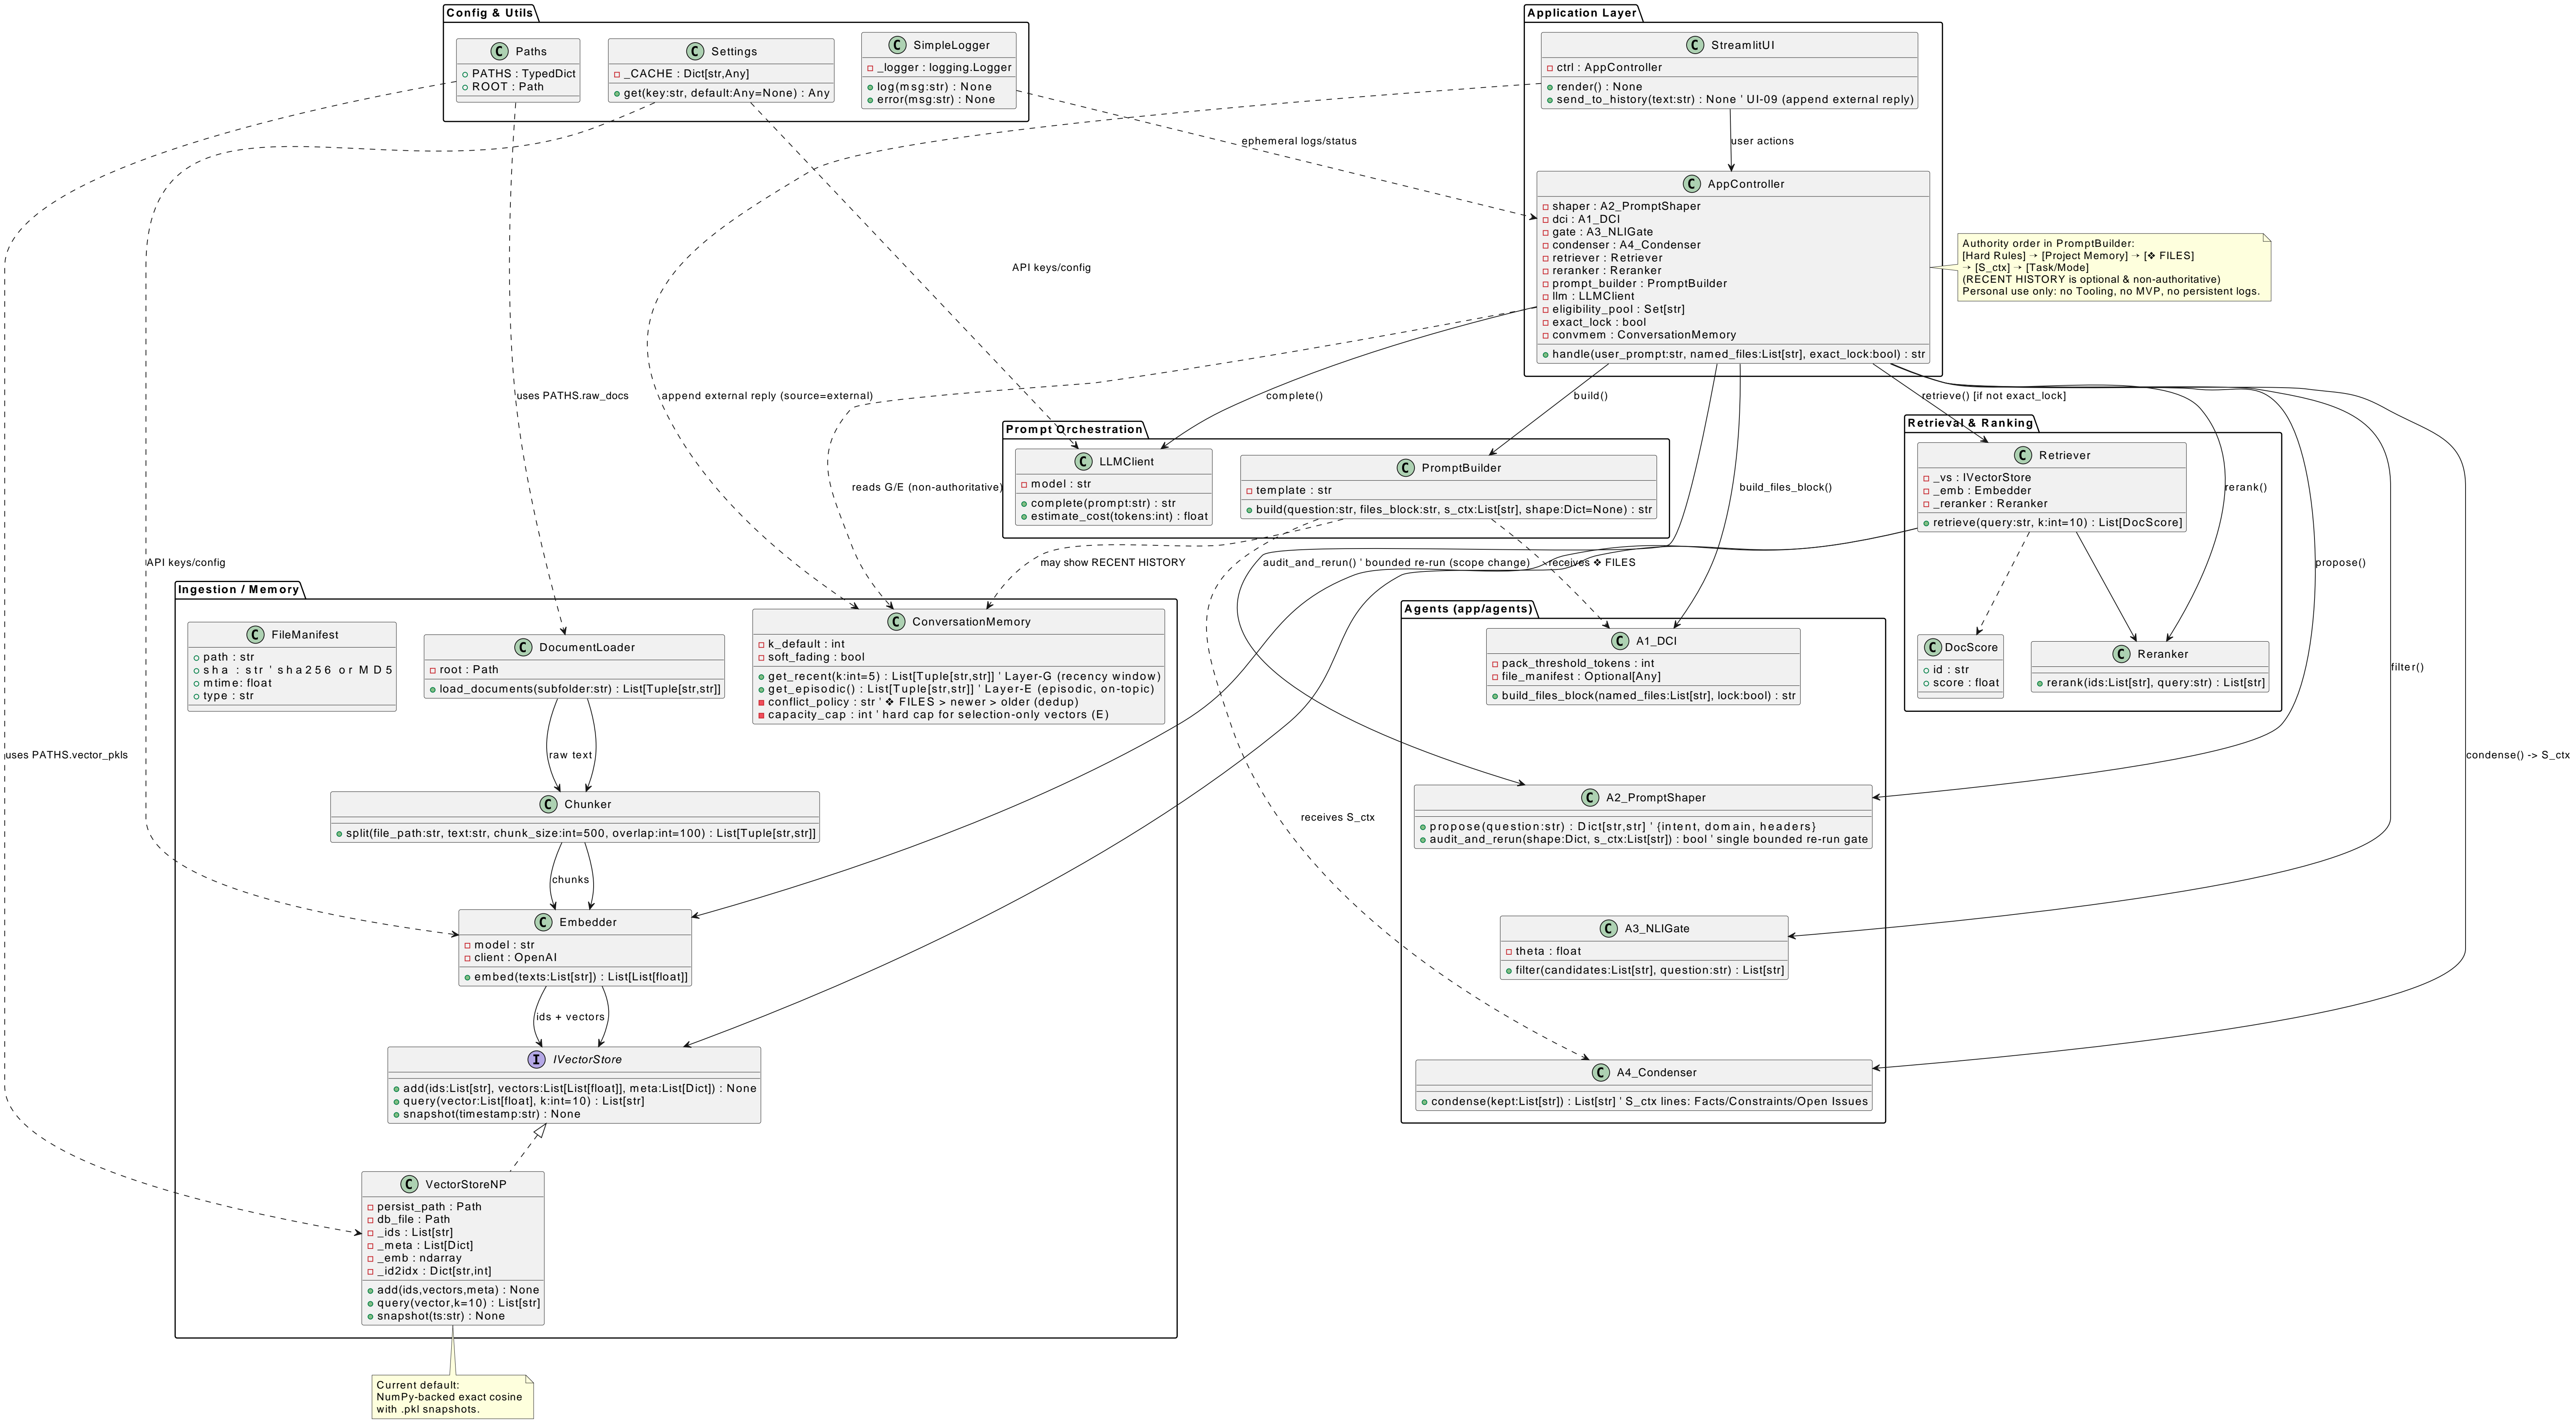 Config & Utils
C Paths
PATHS : TypedDict
ROOT : Path
C Settings
_CACHE : Dict[str,Any]
get(key:str, default:Any=None) : Any
C SimpleLogger
_logger : logging.Logger
log(msg:str) : None
error(msg:str) : None
Application Layer
C StreamlitUI
ctrl : AppController
render() : None
send_to_history(text:str) : None ' UI-09 (append external reply)
ephemeral logs/status
user actions
C AppController
shaper : A2_PromptShaper
dci : A1_DCI
gate : A3_NLIGate
condenser : A4_Condenser
retriever : Retriever
reranker : Reranker
prompt_builder : PromptBuilder
llm : LLMClient
eligibility_pool : Set[str]
exact_lock : bool
convmem : ConversationMemory
handle(user_prompt:str, named_files:List[str], exact_lock:bool) : str
Authority order in PromptBuilder:
[Hard Rules] → [Project Memory] → [❖ FILES]
→ [S_ctx] → [Task/Mode]
(RECENT HISTORY is optional & non-authoritative)
Personal use only: no Tooling, no MVP, no persistent logs.
API keys/config
uses PATHS.raw_docs
append external reply (source=external)
complete()
build()
retrieve() [if not exact_lock]
Prompt Orchestration
C LLMClient
model : str
complete(prompt:str) : str
estimate_cost(tokens:int) : float
C PromptBuilder
template : str
build(question:str, files_block:str, s_ctx:List[str], shape:Dict=None) : str
Retrieval & Ranking
C Retriever
_vs : IVectorStore
_emb : Embedder
_reranker : Reranker
retrieve(query:str, k:int=10) : List[DocScore]
reads G/E (non-authoritative)
build_files_block()
rerank()
API keys/config
may show RECENT HISTORY
audit_and_rerun() ' bounded re-run (scope change)
receives ❖ FILES
propose()
Ingestion / Memory
C FileManifest
path : str
sha : str ' sha256 or MD5
mtime: float
type : str
C DocumentLoader
root : Path
load_documents(subfolder:str) : List[Tuple[str,str]]
C ConversationMemory
k_default : int
soft_fading : bool
get_recent(k:int=5) : List[Tuple[str,str]] ' Layer-G (recency window)
get_episodic() : List[Tuple[str,str]] ' Layer-E (episodic, on-topic)
conflict_policy : str ' ❖ FILES > newer > older (dedup)
capacity_cap : int ' hard cap for selection-only vectors (E)
Agents (app/agents)
C A1_DCI
pack_threshold_tokens : int
file_manifest : Optional[Any]
build_files_block(named_files:List[str], lock:bool) : str
C DocScore
id : str
score : float
C Reranker
rerank(ids:List[str], query:str) : List[str]
filter()
uses PATHS.vector_pkls
raw text
condense() -> S_ctx
C Chunker
split(file_path:str, text:str, chunk_size:int=500, overlap:int=100) : List[Tuple[str,str]]
C A2_PromptShaper
propose(question:str) : Dict[str,str] ' {intent, domain, headers}
audit_and_rerun(shape:Dict, s_ctx:List[str]) : bool ' single bounded re-run gate
receives S_ctx
chunks
C Embedder
model : str
client : OpenAI
embed(texts:List[str]) : List[List[float]]
C A3_NLIGate
theta : float
filter(candidates:List[str], question:str) : List[str]
ids + vectors
I IVectorStore
add(ids:List[str], vectors:List[List[float]], meta:List[Dict]) : None
query(vector:List[float], k:int=10) : List[str]
snapshot(timestamp:str) : None
C A4_Condenser
condense(kept:List[str]) : List[str] ' S_ctx lines: Facts/Constraints/Open Issues
C VectorStoreNP
persist_path : Path
db_file : Path
_ids : List[str]
_meta : List[Dict]
_emb : ndarray
_id2idx : Dict[str,int]
add(ids,vectors,meta) : None
query(vector,k=10) : List[str]
snapshot(ts:str) : None
Current default:
NumPy-backed exact cosine
with .pkl snapshots.